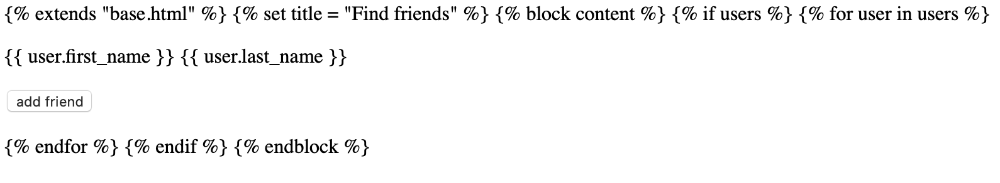 {% extends "base.html" %} {% set title = "Find friends" %} {% block content %} {% if users %} {% for user in users %}
{{ user.first_name }} {{ user.last_name }}
add friend
{% endfor %} {% endif %} {% endblock %}